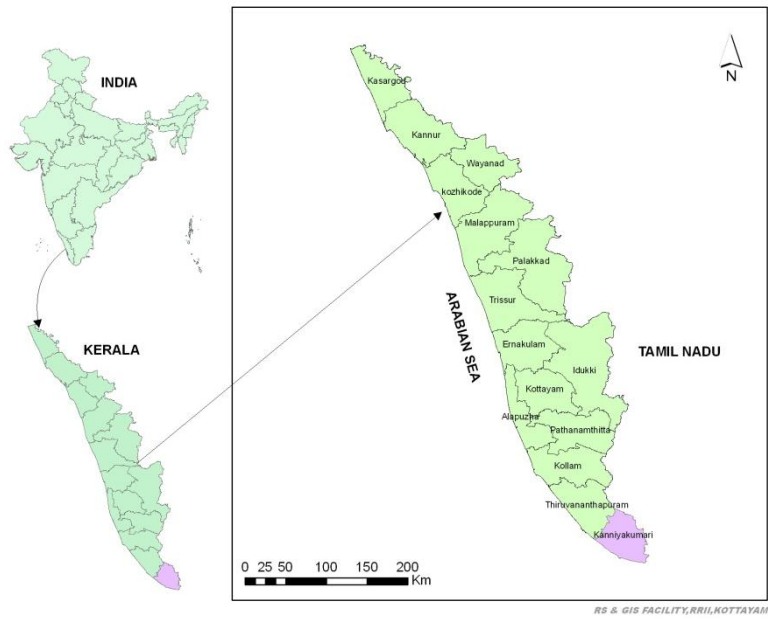 INDIA
KERALA
N
Kasargod
Kannur
Wayanad
kozhikode
Malappuram
Palakkad
Trissur
Ernakulam
Idukki
Kottayam
Alapuzha
Pathanamthitta
Kollam
Thiruvananthapuram
Kanniyakumari
ARABIAN SEA
TAMIL NADU
0 25 50 100 150 200
Km
RS & GIS FACILITY,RRII,KOTTAYAM